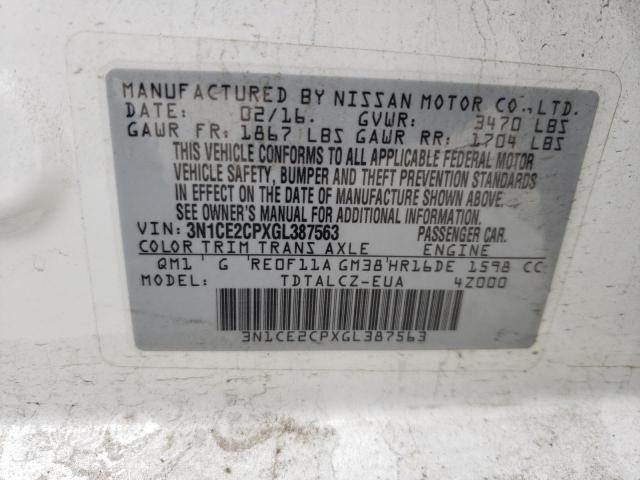 MANUFACTURED BY NISSAN MOTOR CO.,LTD.
DATE: 02/16. GVWR: 3470 LBS
GAWR FR: 1867 LBS GAWR RR: 1704 LBS
THIS VEHICLE CONFORMS TO ALL APPLICABLE FEDERAL MOTOR
VEHICLE SAFETY, BUMPER AND THEFT PREVENTION STANDARDS
IN EFFECT ON THE DATE OF MANUFACTURE SHOWN ABOVE.
SEE OWNER'S MANUAL FOR ADDITIONAL INFORMATION.
VIN: 3N1CE2CPXGL387563 PASSENGER CAR.
COLOR TRIM TRANS AXLE ENGINE
QM1 G RE0F11A GM38 HR16DE 1598 CC
MODEL: TDTALCZ-EUA 4Z000
3N1CE2CPXGL387563